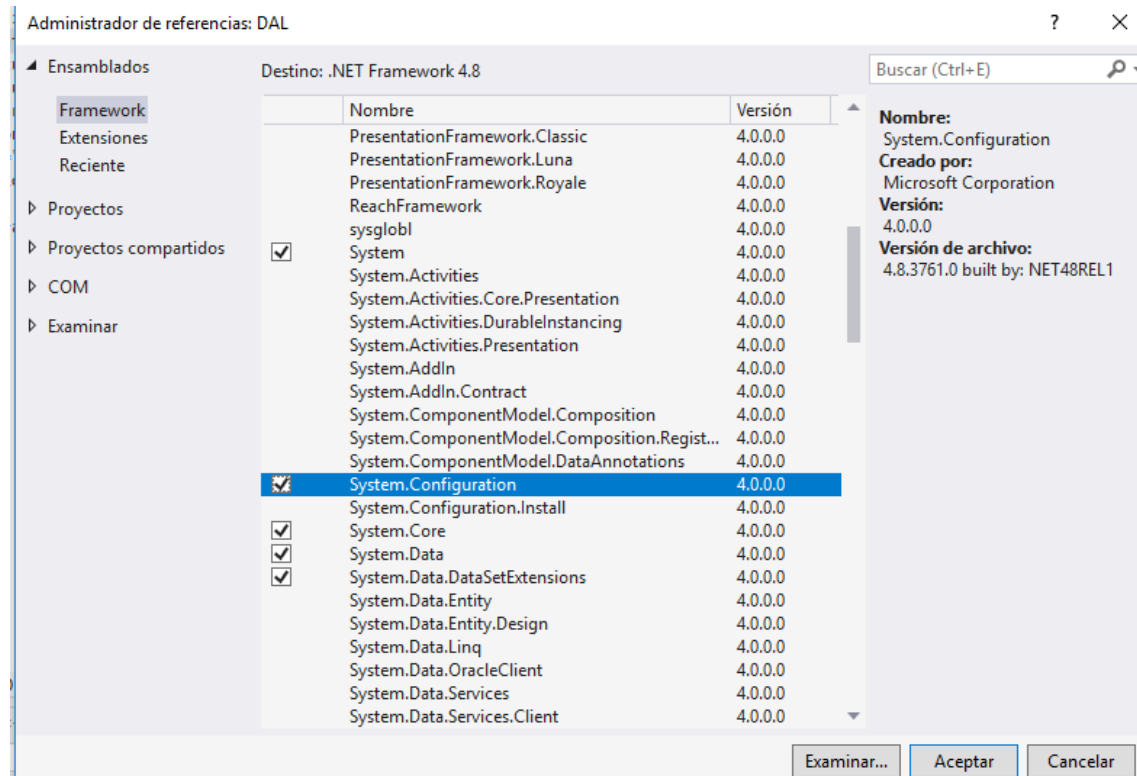 Administrador de referencias: DAL
?
Ensamblados
Framework
Extensiones
Reciente
Proyectos
Proyectos compartidos
COM
Examinar
Destino: .NET Framework 4.8
Nombre Versión
PresentationFramework.Classic 4.0.0.0
PresentationFramework.Luna 4.0.0.0
PresentationFramework.Royale 4.0.0.0
ReachFramework 4.0.0.0
sysglobl 4.0.0.0
System 4.0.0.0
System.Activities 4.0.0.0
System.Activities.Core.Presentation 4.0.0.0
System.Activities.DurableInstancing 4.0.0.0
System.Activities.Presentation 4.0.0.0
System.AddIn 4.0.0.0
System.AddIn.Contract 4.0.0.0
System.ComponentModel.Composition 4.0.0.0
System.ComponentModel.Composition.Regist... 4.0.0.0
System.ComponentModel.DataAnnotations 4.0.0.0
System.Configuration 4.0.0.0
System.Configuration.Install 4.0.0.0
System.Core 4.0.0.0
System.Data 4.0.0.0
System.Data.DataSetExtensions 4.0.0.0
System.Data.Entity 4.0.0.0
System.Data.Entity.Design 4.0.0.0
System.Data.Linq 4.0.0.0
System.Data.OracleClient 4.0.0.0
System.Data.Services 4.0.0.0
System.Data.Services.Client 4.0.0.0
Buscar (Ctrl+E)
Nombre:
System.Configuration
Creado por:
Microsoft Corporation
Versión:
4.0.0.0
Versión de archivo:
4.8.3761.0 built by: NET48REL1
Examinar... Aceptar Cancelar